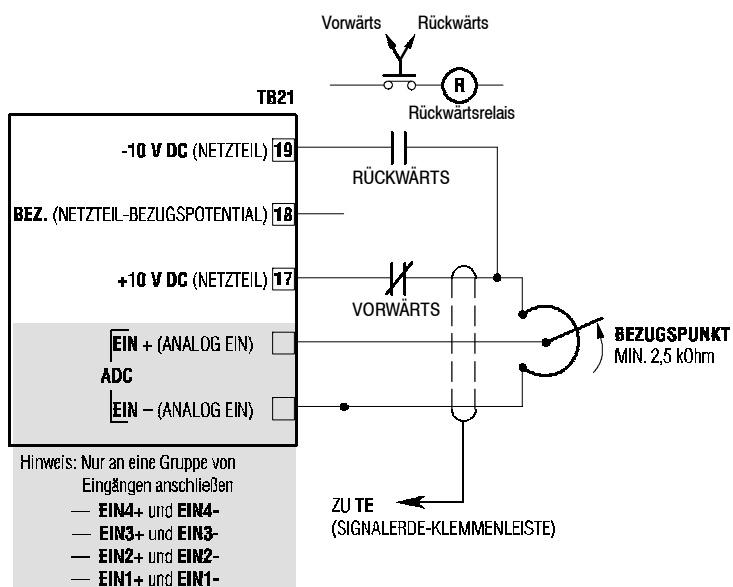 Vorwärts Rückwärts
R
TB21
Rückwärtsrelais
-10 V DC (NETZTEIL) 19
RÜCKWÄRTS
BEZ. (NETZTEIL-BEZUGSPOTENTIAL) 18
+10 V DC (NETZTEIL) 17
VORWÄRTS
BEZUGSPUNKT
MIN. 2,5 kOhm
EIN + (ANALOG EIN)
ADC
EIN – (ANALOG EIN)
Hinweis: Nur an eine Gruppe von
Eingängen anschließen
— EIN4+ und EIN4-
— EIN3+ und EIN3-
— EIN2+ und EIN2-
— EIN1+ und EIN1-
ZU TE
(SIGNALERDE-KLEMMENLEISTE)